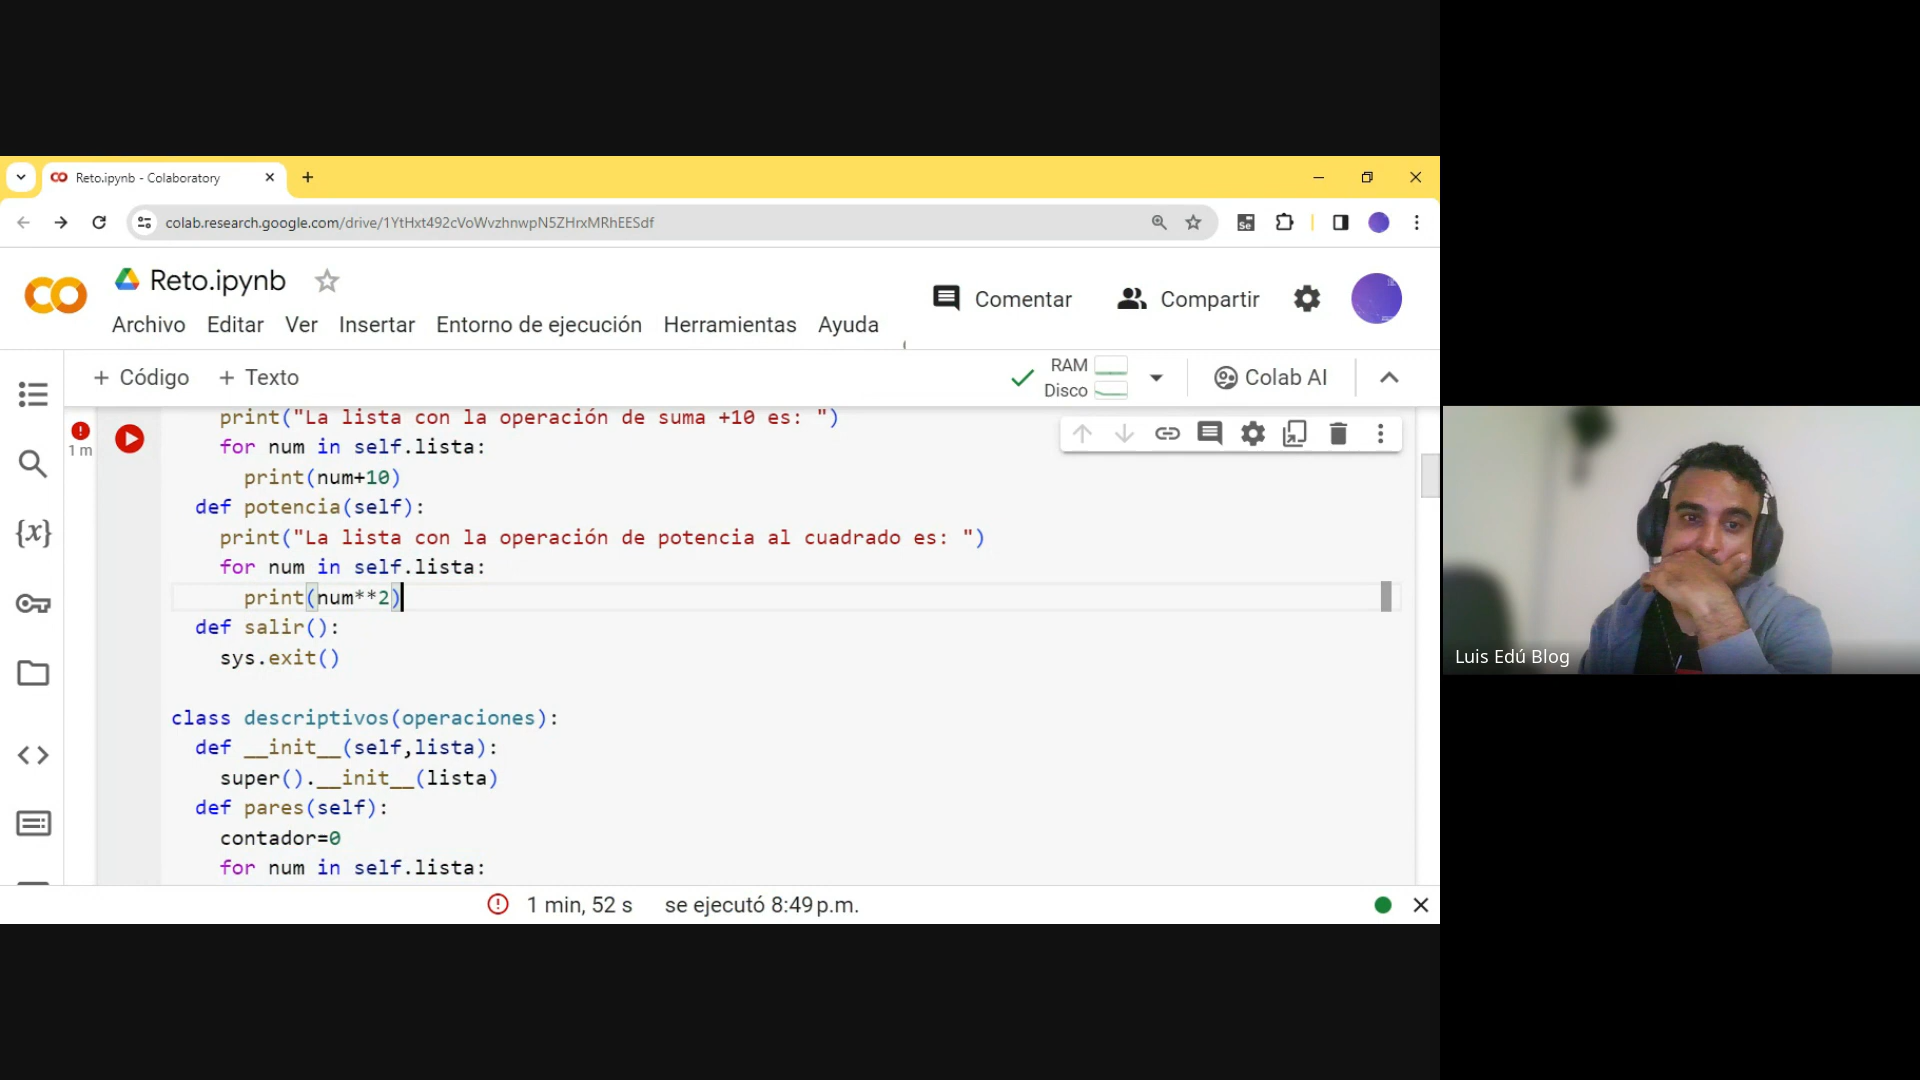 Reto.ipynb - Colaboratory
colab.research.google.com/drive/1YtHxt492cVoWvzhnwpN5ZHrxMRhEESdf
Se
Reto.ipynb
Comentar
Compartir
Archivo Editar Ver Insertar Entorno de ejecución Herramientas Ayuda
+ Código + Texto
RAM
Disco
Colab AI
1 m
print("La lista con la operación de suma +10 es: ")
for num in self.lista:
print(num+10)
def potencia(self):
print("La lista con la operación de potencia al cuadrado es: ")
for num in self.lista:
print(num**2)
def salir():
sys.exit()
class descriptivos(operaciones):
def __init__(self,lista):
super().__init__(lista)
def pares(self):
contador=0
for num in self.lista:
{x}
1 min, 52 s se ejecutó 8:49 p.m.
Luis Edú Blog